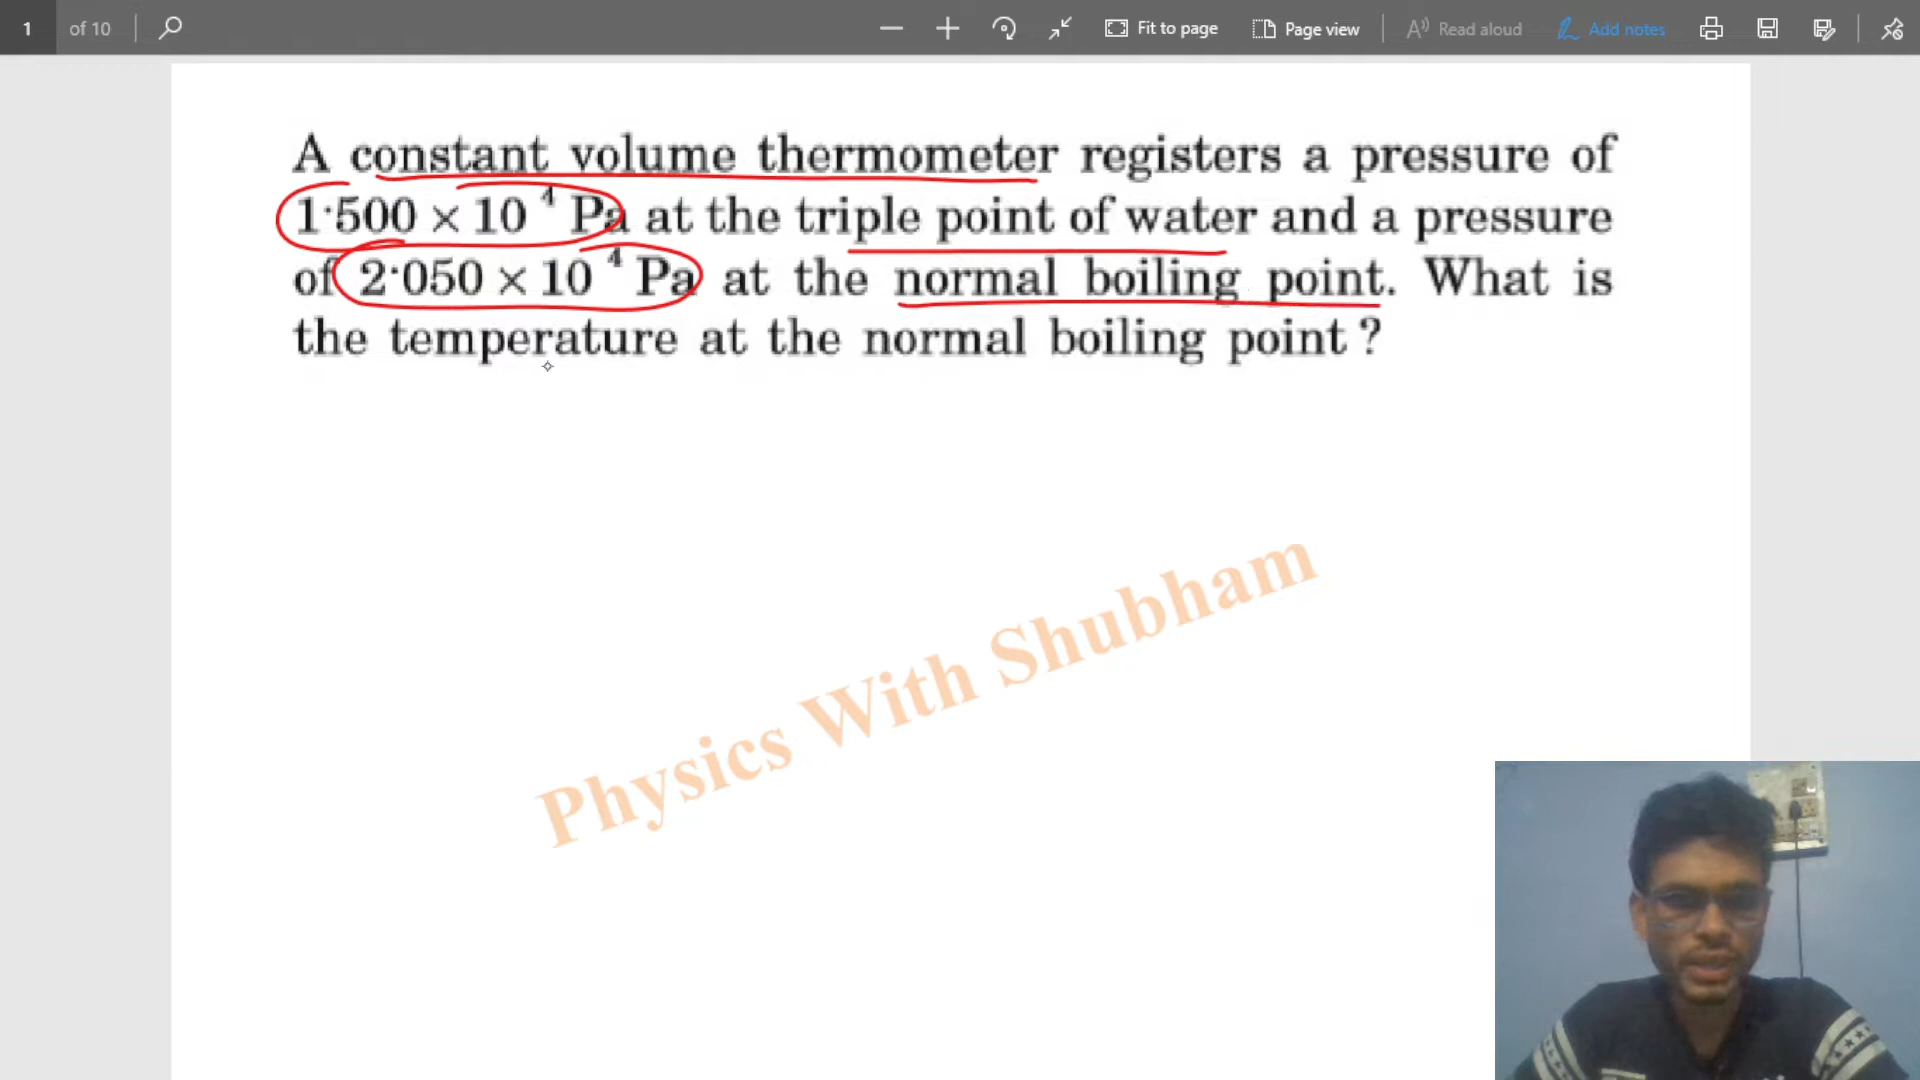 1 of 10 Fit to page Page view Read aloud Add notes
A constant volume thermometer registers a pressure of
1·500 × 10⁴ Pa at the triple point of water and a pressure
of 2·050 × 10⁴ Pa at the normal boiling point. What is
the temperature at the normal boiling point ?
Physics With Shubham